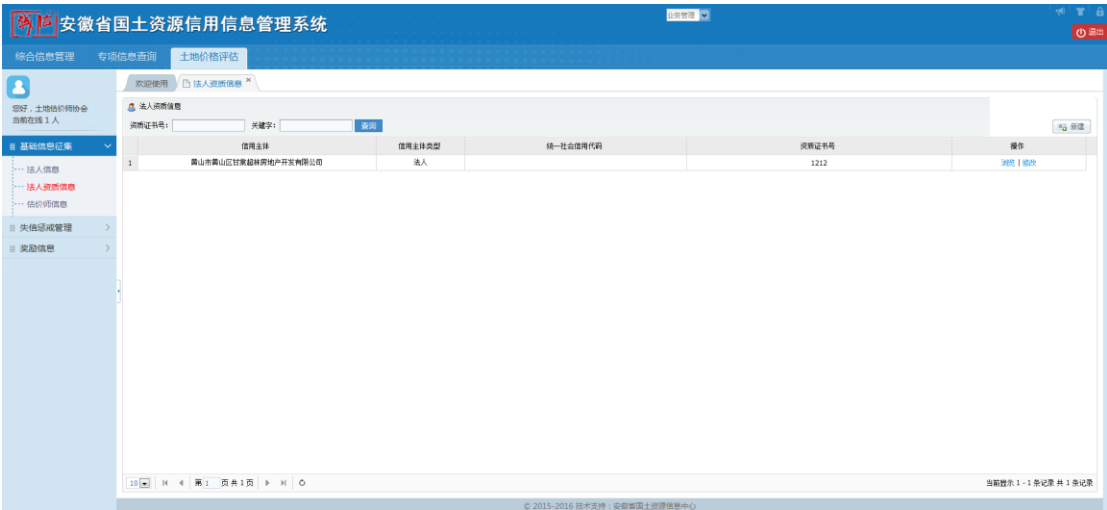 诚信 安徽省国土资源信用信息管理系统
业务管理
退出
综合信息管理 专项信息查询 土地价格评估
欢迎使用 法人资质信息 ×
您好，土地估价师协会
当前在线 1 人
法人资质信息
资质证书号： 关键字： 查询 新建
基础信息征集
信用主体 信用主体类型 统一社会信用代码 资质证书号 操作
1 黄山市黄山区甘棠超林房地产开发有限公司 法人 1212 浏览 | 修改
法人信息
法人资质信息
估价师信息
失信惩戒管理
奖励信息
10 第 1 页共 1 页 当前显示 1 - 1 条记录 共 1 条记录
© 2015-2016 技术支持：安徽省国土资源信息中心